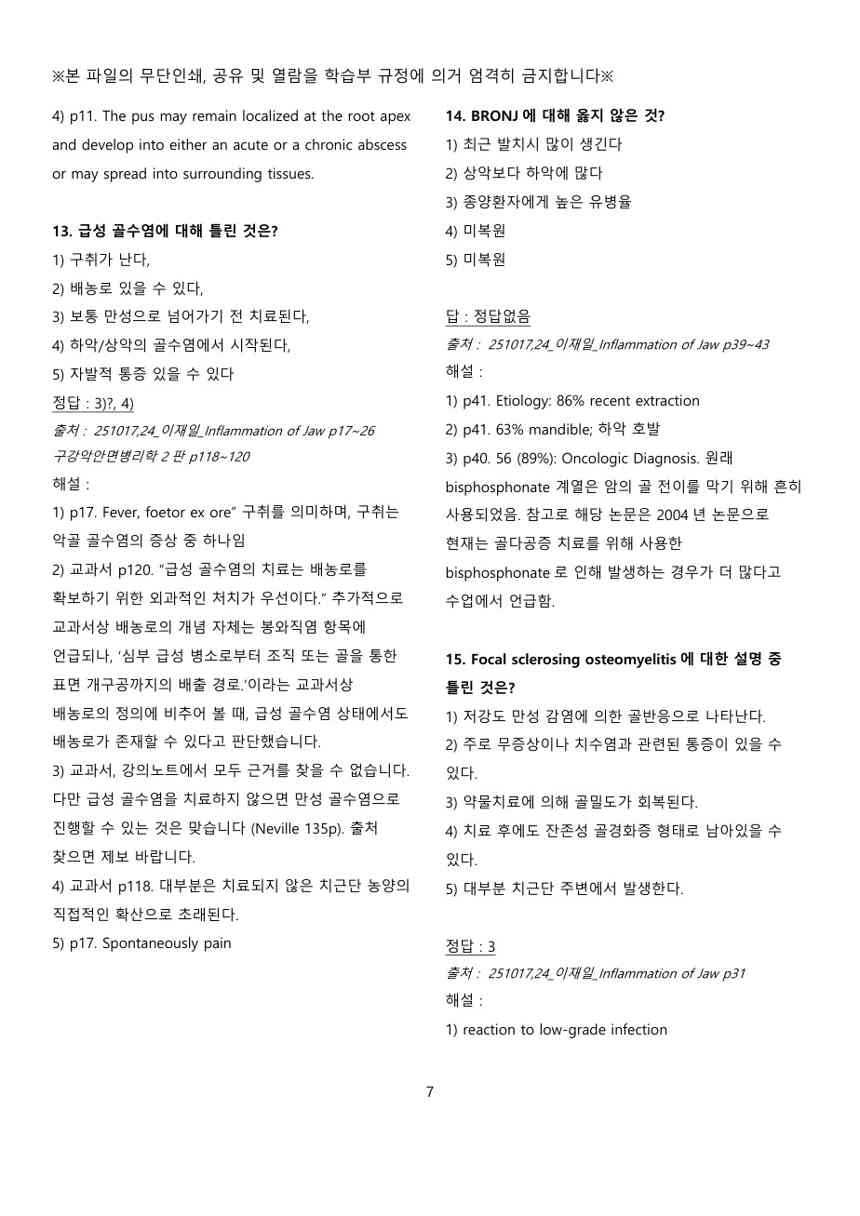 ※본 파일의 무단인쇄, 공유 및 열람을 학습부 규정에 의거 엄격히 금지합니다※
4) p11. The pus may remain localized at the root apex
and develop into either an acute or a chronic abscess
or may spread into surrounding tissues.
13. 급성 골수염에 대해 틀린 것은?
1) 구취가 난다,
2) 배농로 있을 수 있다,
3) 보통 만성으로 넘어가기 전 치료된다,
4) 하악/상악의 골수염에서 시작된다,
5) 자발적 통증 있을 수 있다
정답 : 3)?, 4)
출처 : 251017,24_이재일_Inflammation of Jaw p17~26
구강악안면병리학 2 판 p118~120
해설 :
1) p17. Fever, foetor ex ore” 구취를 의미하며, 구취는
악골 골수염의 증상 중 하나임
2) 교과서 p120. “급성 골수염의 치료는 배농로를
확보하기 위한 외과적인 처치가 우선이다.” 추가적으로
교과서상 배농로의 개념 자체는 봉와직염 항목에
언급되나, ‘심부 급성 병소로부터 조직 또는 골을 통한
표면 개구공까지의 배출 경로.’이라는 교과서상
배농로의 정의에 비추어 볼 때, 급성 골수염 상태에서도
배농로가 존재할 수 있다고 판단했습니다.
3) 교과서, 강의노트에서 모두 근거를 찾을 수 없습니다.
다만 급성 골수염을 치료하지 않으면 만성 골수염으로
진행할 수 있는 것은 맞습니다 (Neville 135p). 출처
찾으면 제보 바랍니다.
4) 교과서 p118. 대부분은 치료되지 않은 치근단 농양의
직접적인 확산으로 초래된다.
5) p17. Spontaneously pain
14. BRONJ 에 대해 옳지 않은 것?
1) 최근 발치시 많이 생긴다
2) 상악보다 하악에 많다
3) 종양환자에게 높은 유병율
4) 미복원
5) 미복원
답 : 정답없음
출처 : 251017,24_이재일_Inflammation of Jaw p39~43
해설 :
1) p41. Etiology: 86% recent extraction
2) p41. 63% mandible; 하악 호발
3) p40. 56 (89%): Oncologic Diagnosis. 원래
bisphosphonate 계열은 암의 골 전이를 막기 위해 흔히
사용되었음. 참고로 해당 논문은 2004 년 논문으로
현재는 골다공증 치료를 위해 사용한
bisphosphonate 로 인해 발생하는 경우가 더 많다고
수업에서 언급함.
15. Focal sclerosing osteomyelitis 에 대한 설명 중
틀린 것은?
1) 저강도 만성 감염에 의한 골반응으로 나타난다.
2) 주로 무증상이나 치수염과 관련된 통증이 있을 수
있다.
3) 약물치료에 의해 골밀도가 회복된다.
4) 치료 후에도 잔존성 골경화증 형태로 남아있을 수
있다.
5) 대부분 치근단 주변에서 발생한다.
정답 : 3
출처 : 251017,24_이재일_Inflammation of Jaw p31
해설 :
1) reaction to low-grade infection
7